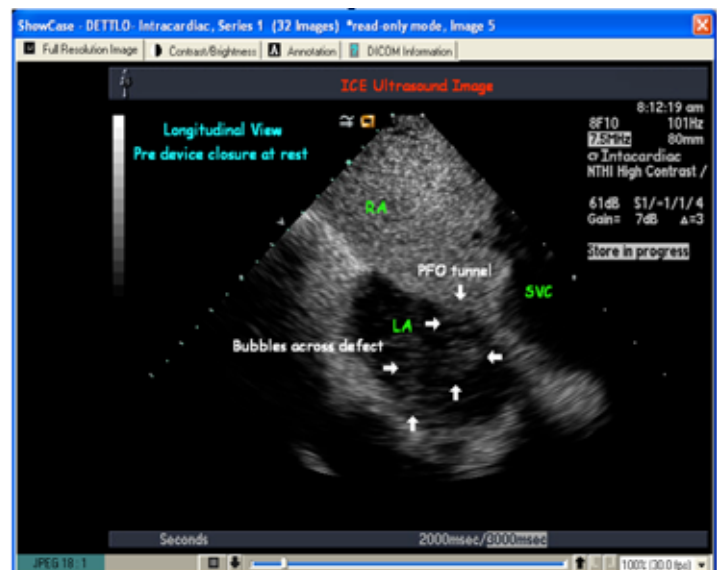 ShowCase - DETTLO- Intracardiac, Series 1 (32 Images) *read-only mode, Image 5
Full Resolution Image
Contrast/Brightness
A Annotation
DICOM Information
ICE Ultrasound Image
8:12:19 am
8F10 101Hz
7.5MHz 80mm
Intacardiac
NTHI High Contrast /
61dB S1/+1/1/4
Gain= 7dB Δ=3
Store in progress
Longitudinal View
Pre device closure at rest
RA
PFO tunnel
SVC
LA
Bubbles across defect
Seconds
2000msec/3000msec
JPEG 18 : 1
100% (30.0 fps)